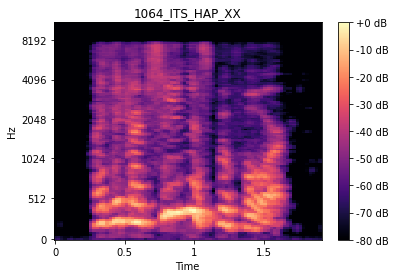 1064_ITS_HAP_XX
+0 dB
8192
-10 dB
4096
-20 dB
-30 dB
2048
Hz
-40 dB
1024
-50 dB
512
-60 dB
-70 dB
0
-80 dB
0
0.5
1
1.5
Time